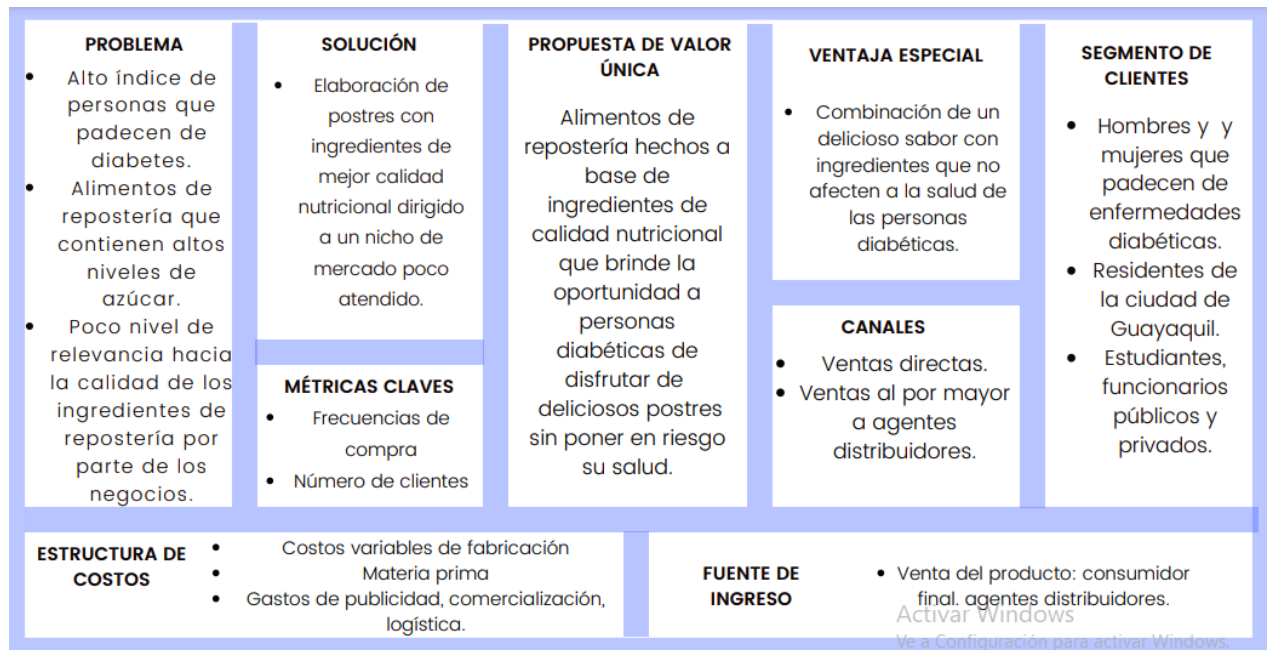 PROBLEMA
• Alto índice de
personas que
padecen de
diabetes.
• Alimentos de
repostería que
contienen altos
niveles de
azúcar.
• Poco nivel de
relevancia hacia
la calidad de los
ingredientes de
repostería por
parte de los
negocios.
SOLUCIÓN
• Elaboración de
postres con
ingredientes de
mejor calidad
nutricional dirigido
a un nicho de
mercado poco
atendido.
MÉTRICAS CLAVES
• Frecuencias de
compra
• Número de clientes
PROPUESTA DE VALOR
ÚNICA
Alimentos de
repostería hechos a
base de
ingredientes de
calidad nutricional
que brinde la
oportunidad a
personas
diabéticas de
disfrutar de
deliciosos postres
sin poner en riesgo
su salud.
VENTAJA ESPECIAL
• Combinación de un
delicioso sabor con
ingredientes que no
afecten a la salud de
las personas
diabéticas.
CANALES
• Ventas directas.
• Ventas al por mayor
a agentes
distribuidores.
SEGMENTO DE
CLIENTES
• Hombres y y
mujeres que
padecen de
enfermedades
diabéticas.
• Residentes de
la ciudad de
Guayaquil.
• Estudiantes,
funcionarios
públicos y
privados.
ESTRUCTURA DE
COSTOS
• Costos variables de fabricación
• Materia prima
• Gastos de publicidad, comercialización,
logística.
FUENTE DE
INGRESO
• Venta del producto: consumidor
final. agentes distribuidores.
Activar Windows
Ve a Configuración para activar Windows.